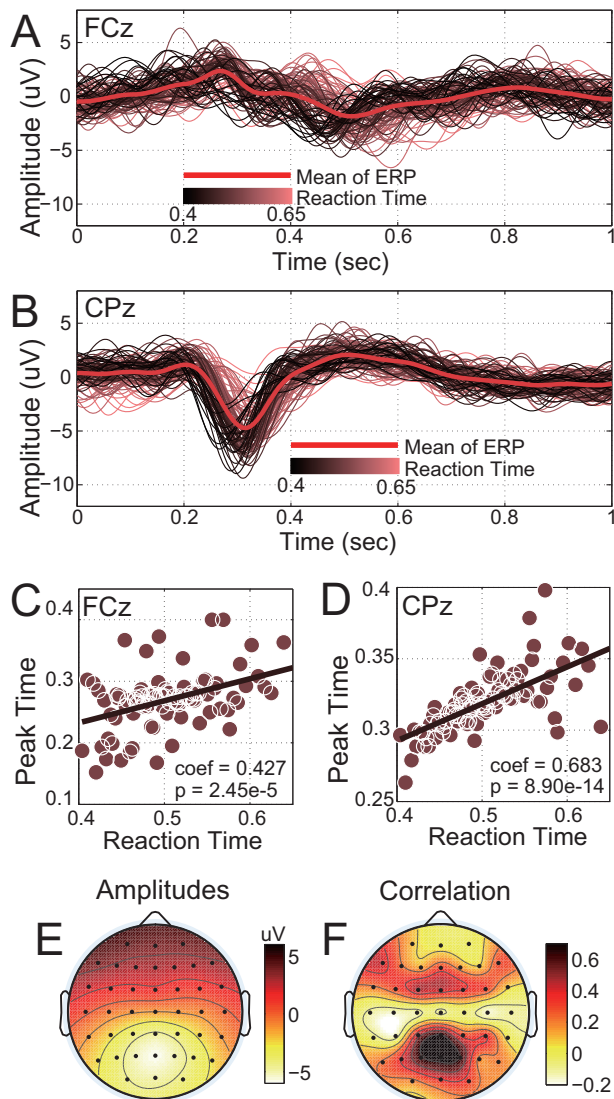 A FCz
Amplitude (uV)
5
0
−5
−10
Mean of ERP
Reaction Time
0.4 0.65
0 0.2 0.4 0.6 0.8 1
Time (sec)
B CPz
Amplitude (uV)
5
0
−5
−10
Mean of ERP
Reaction Time
0.4 0.65
0 0.2 0.4 0.6 0.8 1
Time (sec)
C FCz
Peak Time
0.4
0.3
0.2
0.1
coef = 0.427
p = 2.45e-5
0.4 0.5 0.6
Reaction Time
D CPz
Peak Time
0.4
0.35
0.3
0.25
coef = 0.683
p = 8.90e-14
0.4 0.5 0.6
Reaction Time
Amplitudes
E
uV
5
0
−5
Correlation
F
0.6
0.4
0.2
0
−0.2